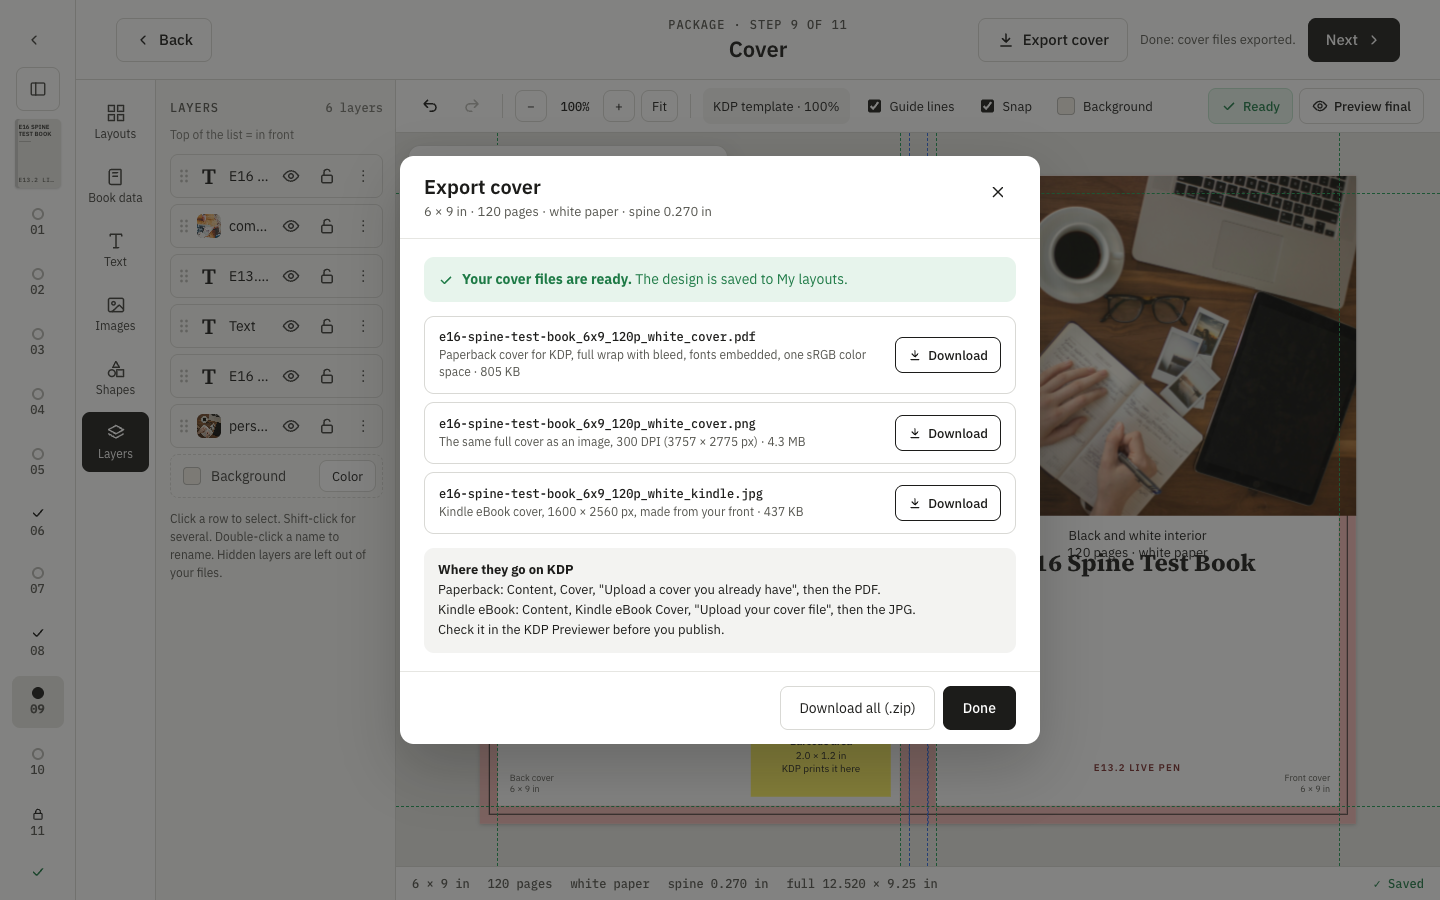 PACKAGE · STEP 9 OF 11
Back
Cover
Export cover
Done: cover files exported.
Next
E16 SPINE
TEST BOOK
E13.2 LI...
01
02
03
04
05
06
07
08
09
10
11
Layouts
Book data
Text
Images
Shapes
Layers
LAYERS
6 layers
Top of the list = in front
E16 ...
com...
E13....
Text
E16 ...
pers...
Background
Color
Click a row to select. Shift-click for
several. Double-click a name to
rename. Hidden layers are left out of
your files.
100%
Fit
KDP template · 100%
Guide lines
Snap
Background
Ready
Preview final
Export cover
6 × 9 in · 120 pages · white paper · spine 0.270 in
Your cover files are ready. The design is saved to My layouts.
e16-spine-test-book_6x9_120p_white_cover.pdf
Paperback cover for KDP, full wrap with bleed, fonts embedded, one sRGB color
space · 805 KB
Download
e16-spine-test-book_6x9_120p_white_cover.png
The same full cover as an image, 300 DPI (3757 × 2775 px) · 4.3 MB
Download
e16-spine-test-book_6x9_120p_white_kindle.jpg
Kindle eBook cover, 1600 × 2560 px, made from your front · 437 KB
Download
Where they go on KDP
Paperback: Content, Cover, "Upload a cover you already have", then the PDF.
Kindle eBook: Content, Kindle eBook Cover, "Upload your cover file", then the JPG.
Check it in the KDP Previewer before you publish.
Download all (.zip)
Done
Black and white interior
120 pages · white paper
16 Spine Test Book
2.0 × 1.2 in
KDP prints it here
Back cover
6 × 9 in
E13.2 LIVE PEN
Front cover
6 × 9 in
6 × 9 in
120 pages
white paper
spine 0.270 in
full 12.520 × 9.25 in
✓ Saved